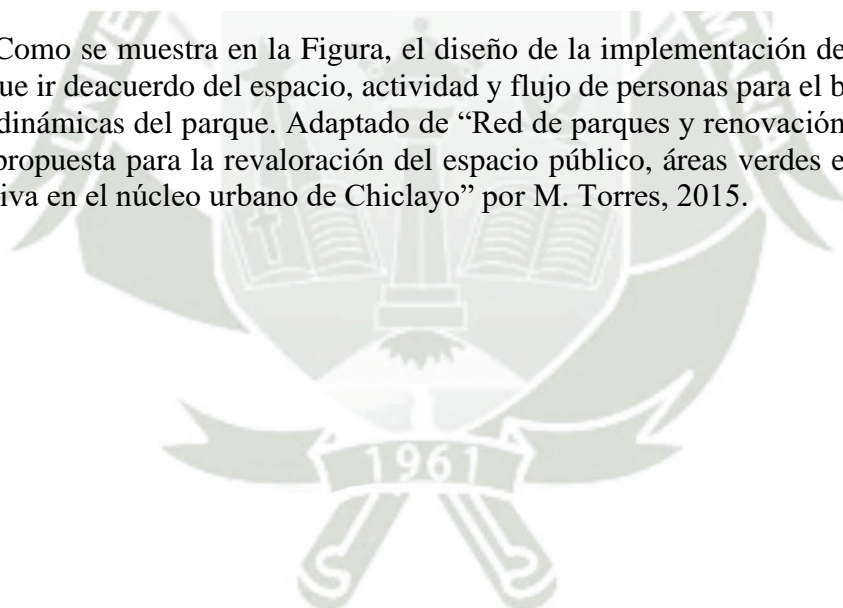 Como se muestra en la Figura, el diseño de la implementación de
ue ir deacuerdo del espacio, actividad y flujo de personas para el b
dinámicas del parque. Adaptado de “Red de parques y renovación
propuesta para la revaloración del espacio público, áreas verdes e
iva en el núcleo urbano de Chiclayo” por M. Torres, 2015.
1961